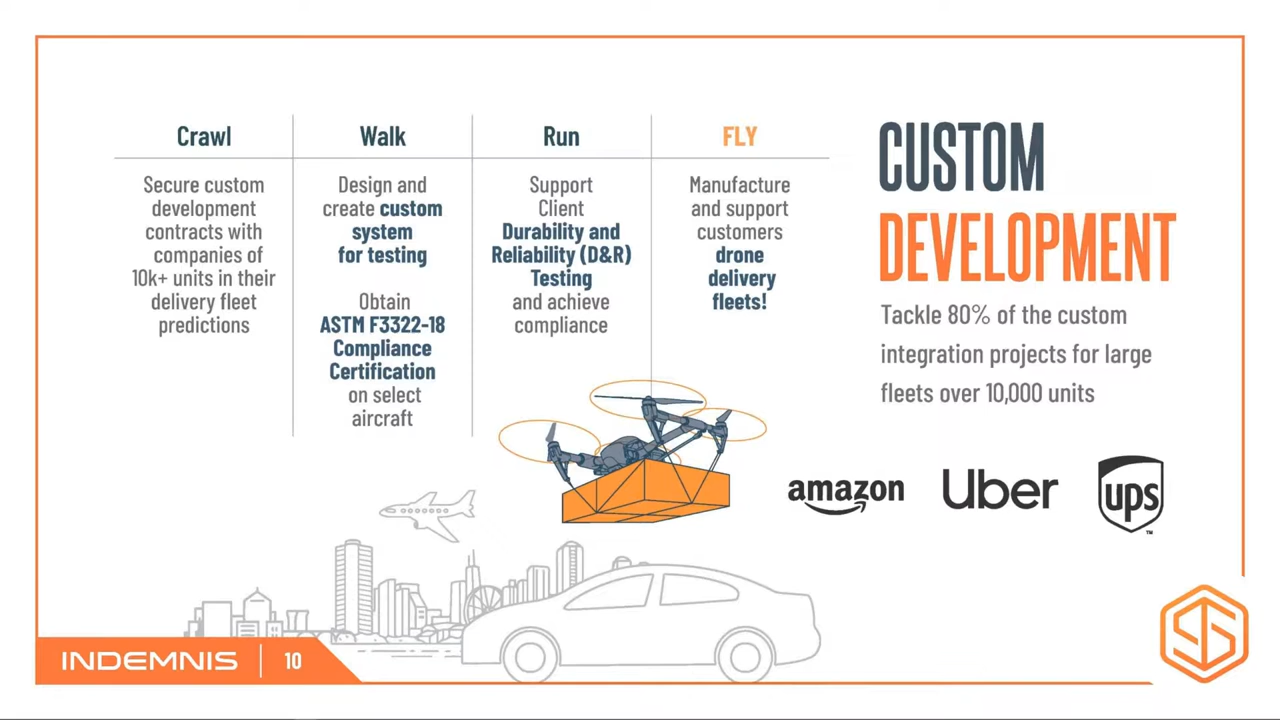 Crawl
Secure custom
development
contracts with
companies of
10k+ units in their
delivery fleet
predictions
Walk
Design and
create custom
system
for testing
Obtain
ASTM F3322-18
Compliance
Certification
on select
aircraft
Run
Support
Client
Durability and
Reliability (D&R)
Testing
and achieve
compliance
FLY
Manufacture
and support
customers
drone
delivery
fleets!
CUSTOM
DEVELOPMENT
Tackle 80% of the custom
integration projects for large
fleets over 10,000 units
amazon
Uber
ups
TM
INDEMNIS
10